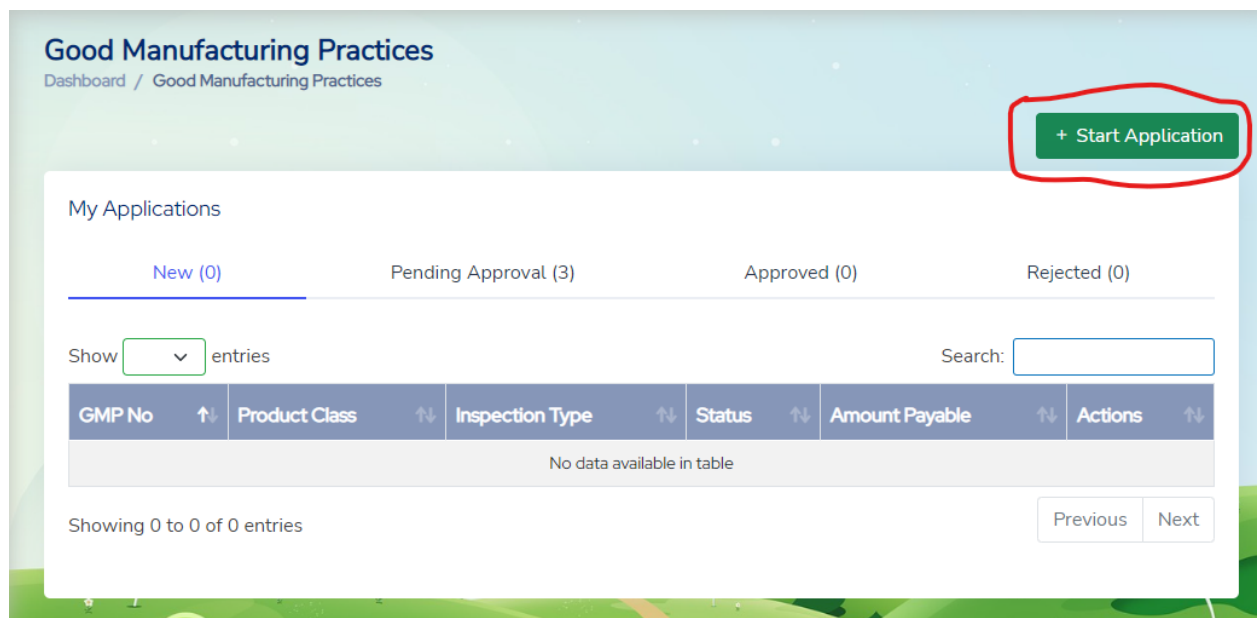 Good Manufacturing Practices
Dashboard / Good Manufacturing Practices
+ Start Application
My Applications
New (0) Pending Approval (3) Approved (0) Rejected (0)
Show entries Search:
GMP No Product Class Inspection Type Status Amount Payable Actions
No data available in table
Showing 0 to 0 of 0 entries Previous Next